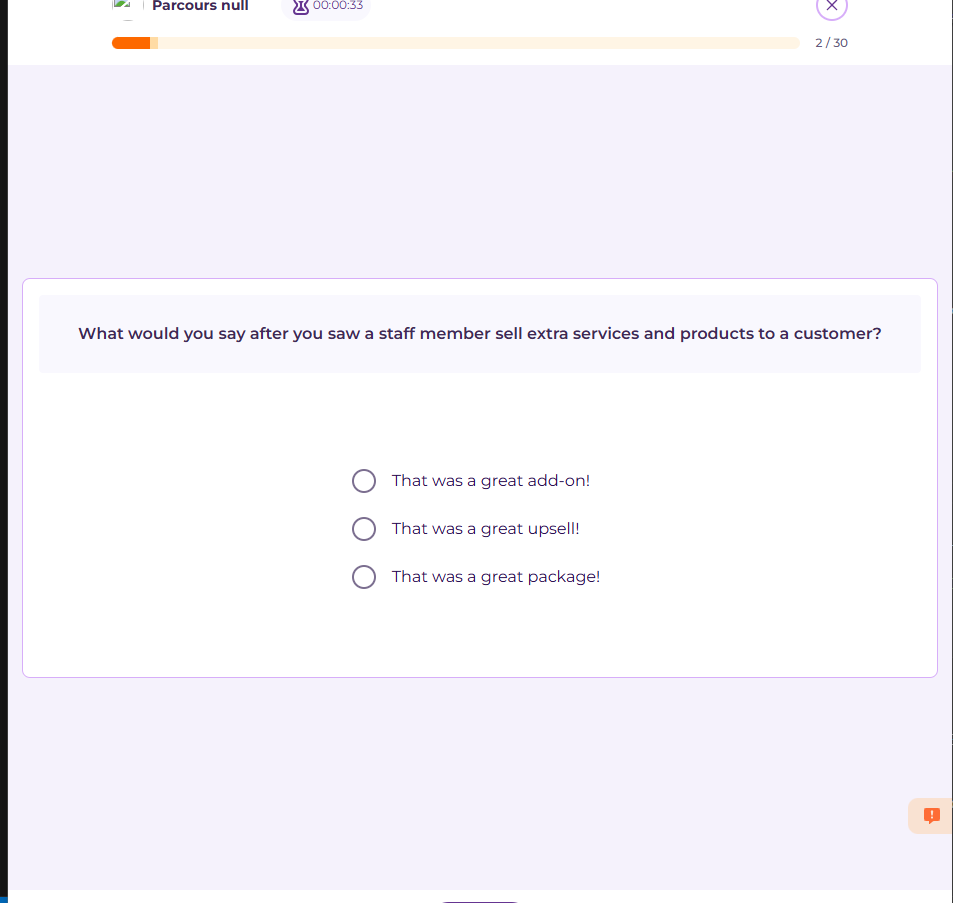 Parcours null
00:00:33
2 / 30
What would you say after you saw a staff member sell extra services and products to a customer?
That was a great add-on!
That was a great upsell!
That was a great package!